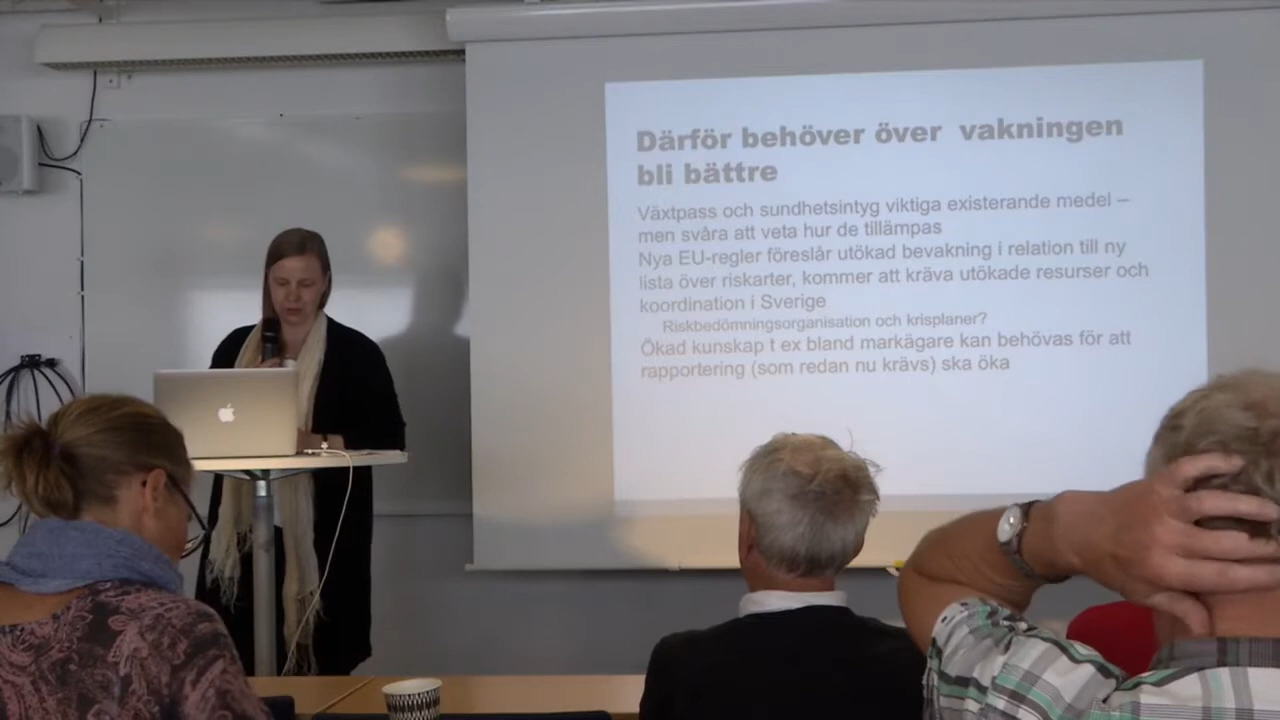 Därför behöver över vakningen
bli bättre
Växtpass och sundhetsintyg viktiga existerande medel –
men svåra att veta hur de tillämpas
Nya EU-regler föreslår utökad bevakning i relation till ny
lista över riskarter, kommer att kräva utökade resurser och
koordination i Sverige
Riskbedömningsorganisation och krisplaner?
Ökad kunskap t ex bland markägare kan behövas för att
rapportering (som redan nu krävs) ska öka